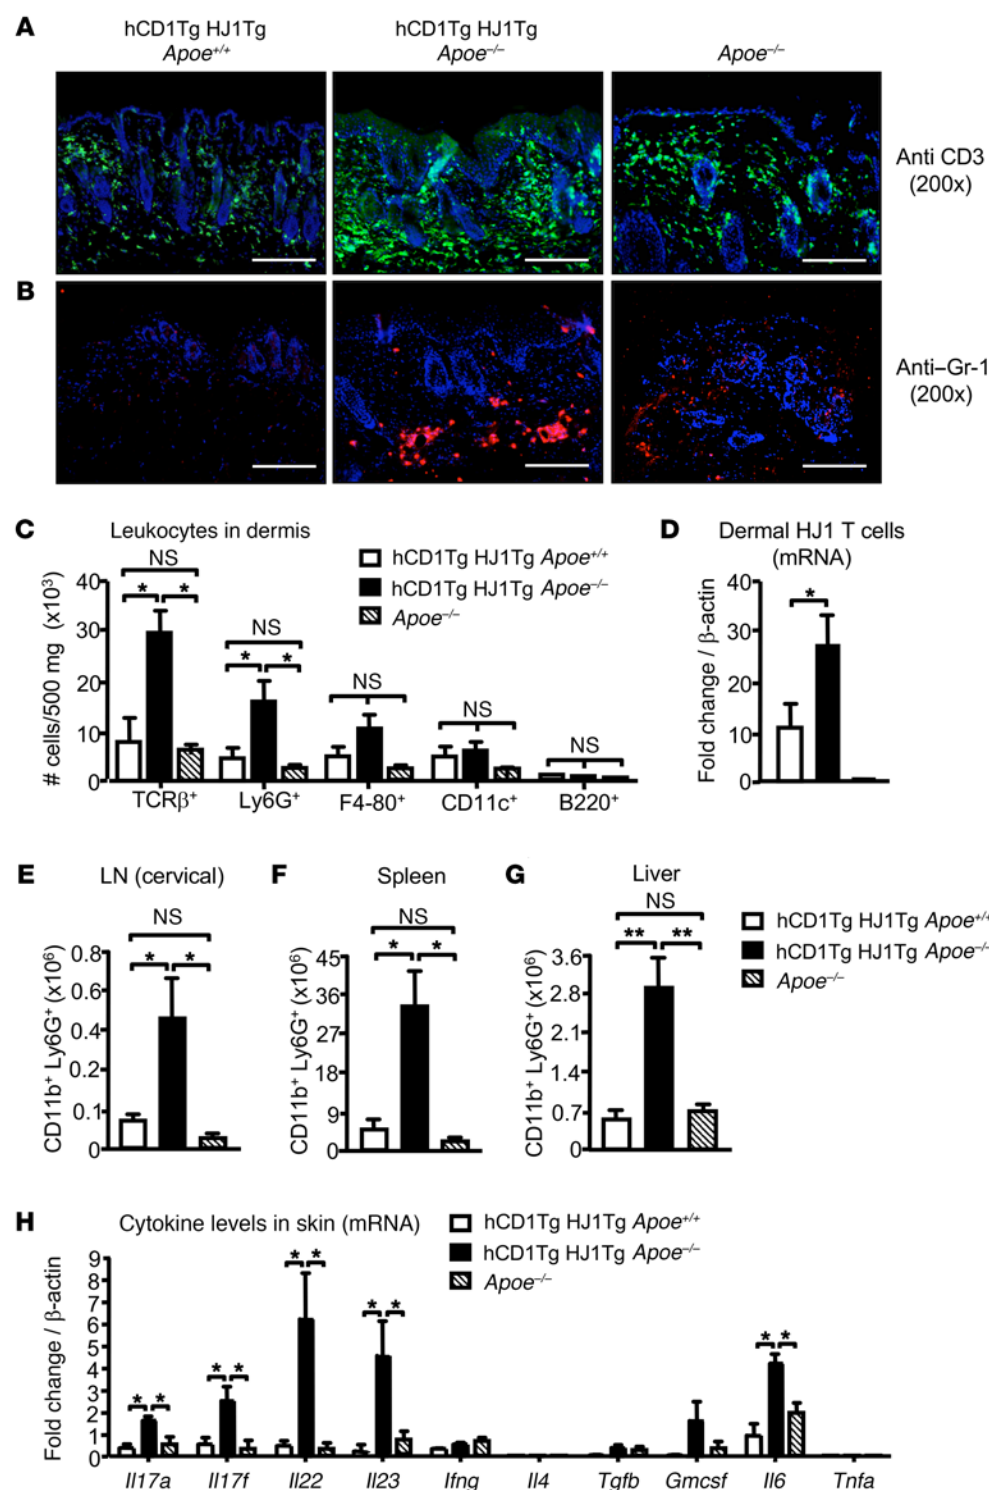 A
hCD1Tg HJ1Tg
Apoe+/+
hCD1Tg HJ1Tg
Apoe–/–
Apoe–/–
Anti CD3
(200x)
B
Anti–Gr-1
(200x)
C
Leukocytes in dermis
hCD1Tg HJ1Tg Apoe+/+
hCD1Tg HJ1Tg Apoe–/–
Apoe–/–
# cells/500 mg (x10³)
40
30
20
10
0
NS
* *
NS
* *
NS
NS
NS
TCRβ+ Ly6G+ F4-80+ CD11c+ B220+
D
Dermal HJ1 T cells
(mRNA)
Fold change / β-actin
40
30
20
10
0
*
E
LN (cervical)
CD11b+ Ly6G+ (x10⁶)
0.8
0.6
0.4
0.2
0.1
0
NS
* *
F
Spleen
CD11b+ Ly6G+ (x10⁶)
45
36
27
18
9
0
NS
* *
G
Liver
CD11b+ Ly6G+ (x10⁶)
3.6
2.8
2.1
1.4
0.7
0
NS
** **
hCD1Tg HJ1Tg Apoe+/+
hCD1Tg HJ1Tg Apoe–/–
Apoe–/–
H
Cytokine levels in skin (mRNA)
hCD1Tg HJ1Tg Apoe+/+
hCD1Tg HJ1Tg Apoe–/–
Apoe–/–
Fold change / β-actin
9
8
7
6
5
4
3
2
1
0
* *
* *
* *
* *
* *
Il17a Il17f Il22 Il23 Ifng Il4 Tgfb Gmcsf Il6 Tnfa